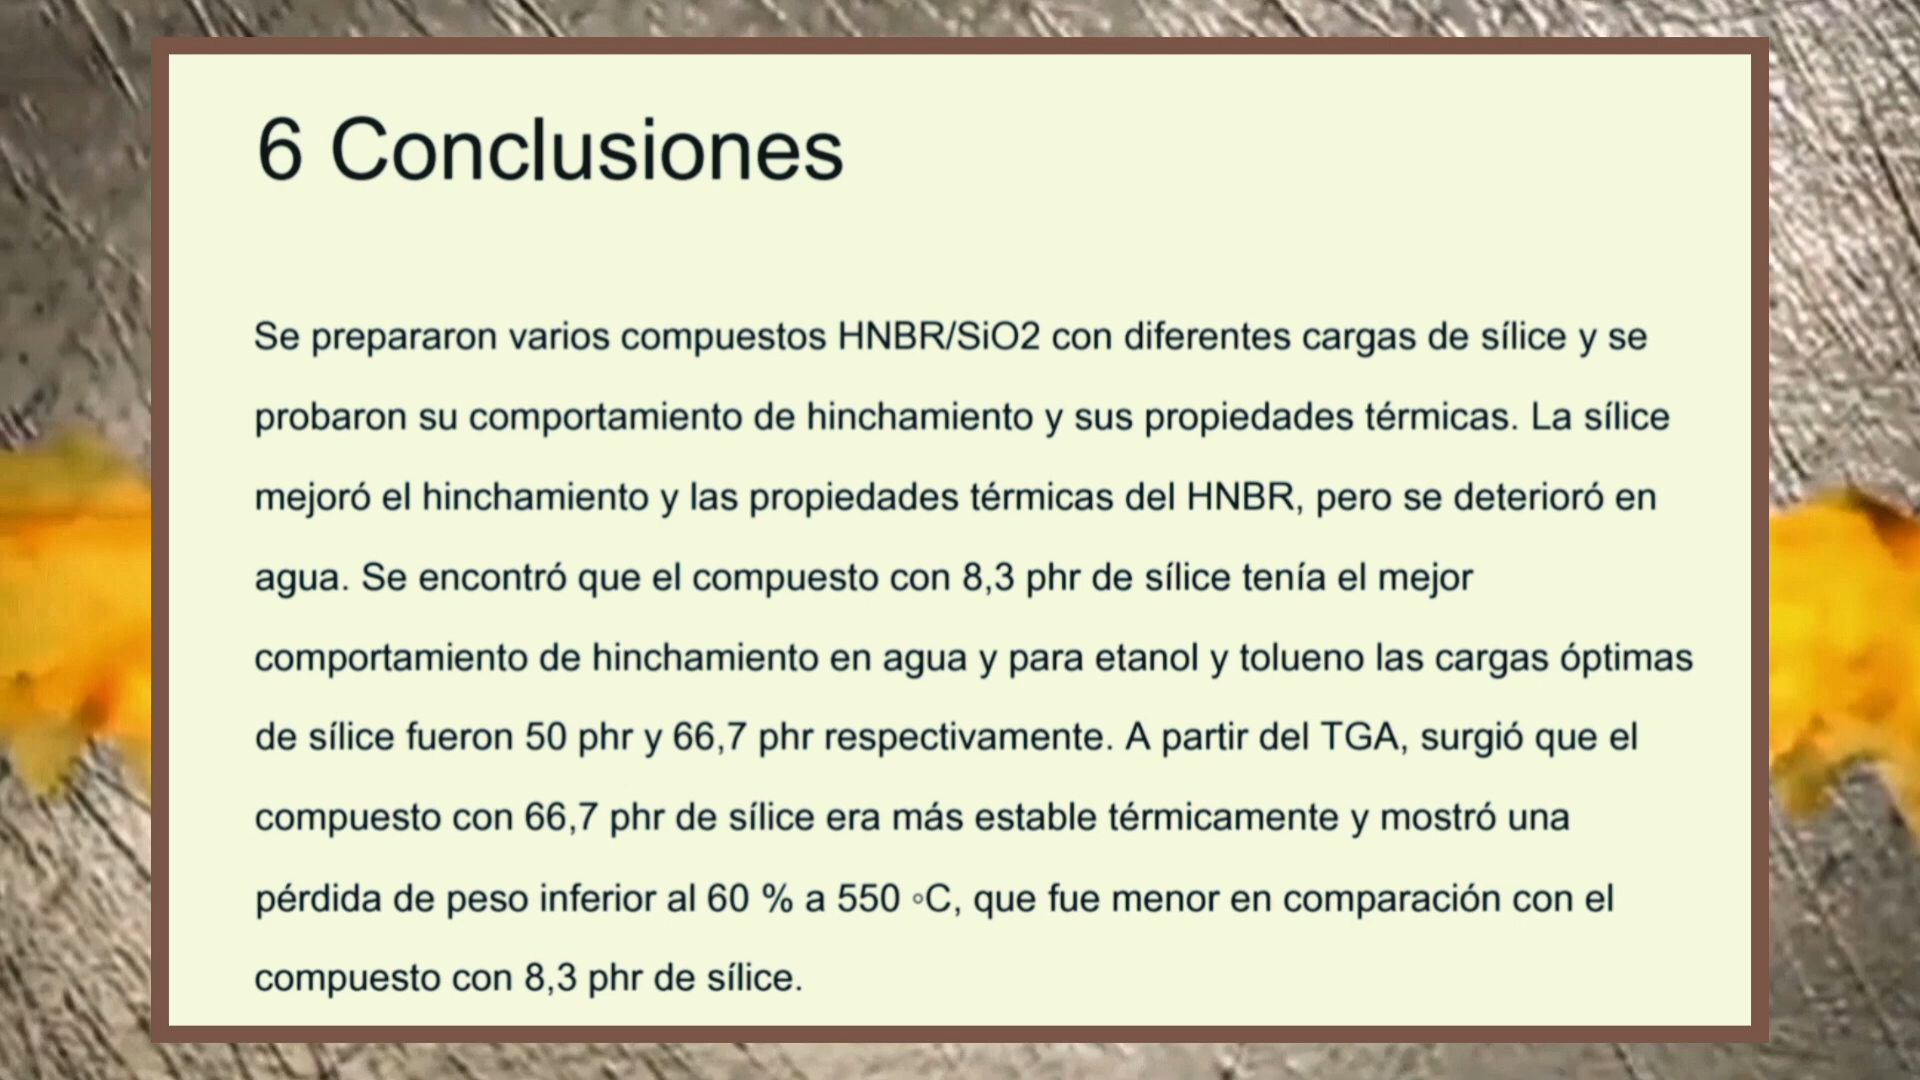 6 Conclusiones
Se prepararon varios compuestos HNBR/SiO2 con diferentes cargas de sílice y se
probaron su comportamiento de hinchamiento y sus propiedades térmicas. La sílice
mejoró el hinchamiento y las propiedades térmicas del HNBR, pero se deterioró en
agua. Se encontró que el compuesto con 8,3 phr de sílice tenía el mejor
comportamiento de hinchamiento en agua y para etanol y tolueno las cargas óptimas
de sílice fueron 50 phr y 66,7 phr respectivamente. A partir del TGA, surgió que el
compuesto con 66,7 phr de sílice era más estable térmicamente y mostró una
pérdida de peso inferior al 60 % a 550 ◦C, que fue menor en comparación con el
compuesto con 8,3 phr de sílice.